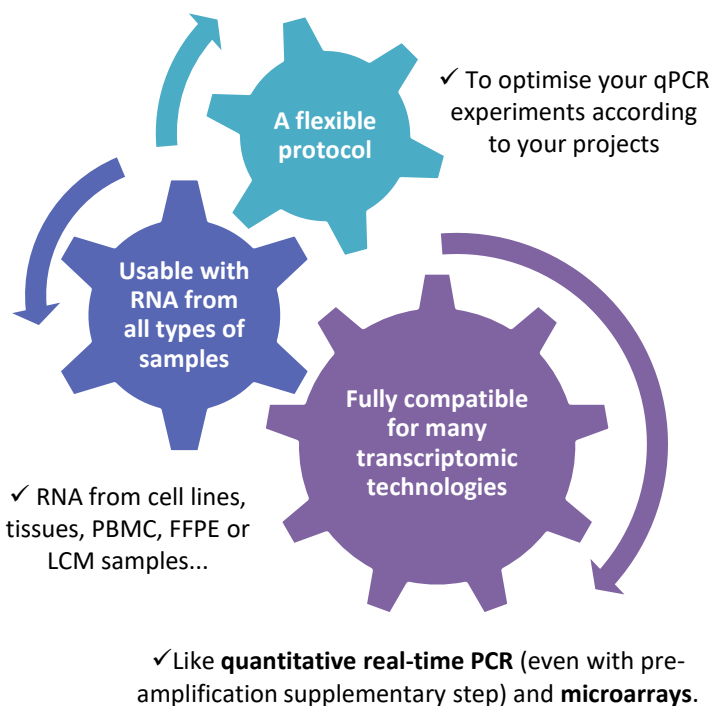 A flexible
protocol
✓ To optimise your qPCR
experiments according
to your projects
Usable with
RNA from
all types of
samples
Fully compatible
for many
transcriptomic
technologies
✓ RNA from cell lines,
tissues, PBMC, FFPE or
LCM samples...
✓Like quantitative real-time PCR (even with pre-
amplification supplementary step) and microarrays.